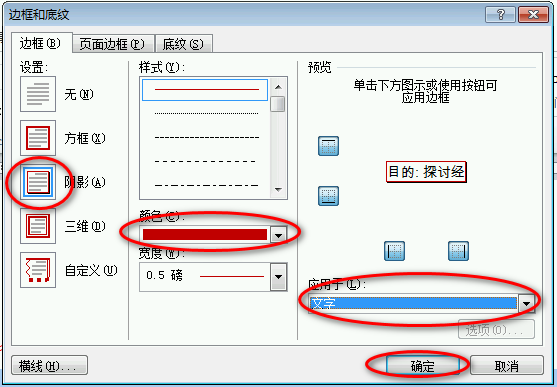 边框和底纹
边框(B)
页面边框(P)
底纹(S)
设置:
无(N)
方框(X)
阴影(A)
三维(D)
自定义(U)
样式(Y):
颜色(C):
宽度(W):
0.5 磅
预览
单击下方图示或使用按钮可
应用边框
目的: 探讨经
应用于(L):
文字
选项(O)...
横线(H)...
确定
取消